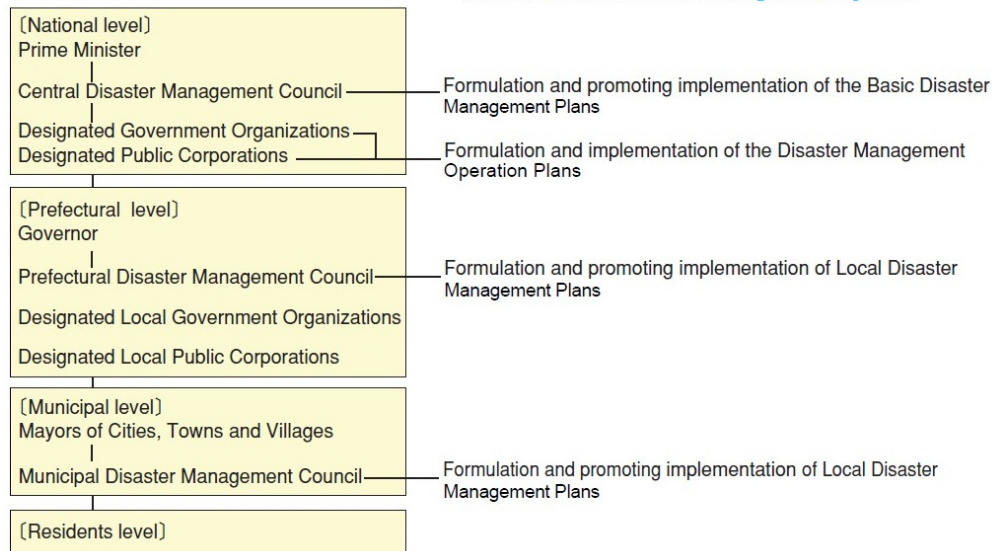 〔National level〕
Prime Minister
Central Disaster Management Council
Formulation and promoting implementation of the Basic Disaster
Management Plans
Designated Government Organizations
Designated Public Corporations
Formulation and implementation of the Disaster Management
Operation Plans
〔Prefectural level〕
Governor
Prefectural Disaster Management Council
Formulation and promoting implementation of Local Disaster
Management Plans
Designated Local Government Organizations
Designated Local Public Corporations
〔Municipal level〕
Mayors of Cities, Towns and Villages
Municipal Disaster Management Council
Formulation and promoting implementation of Local Disaster
Management Plans
〔Residents level〕